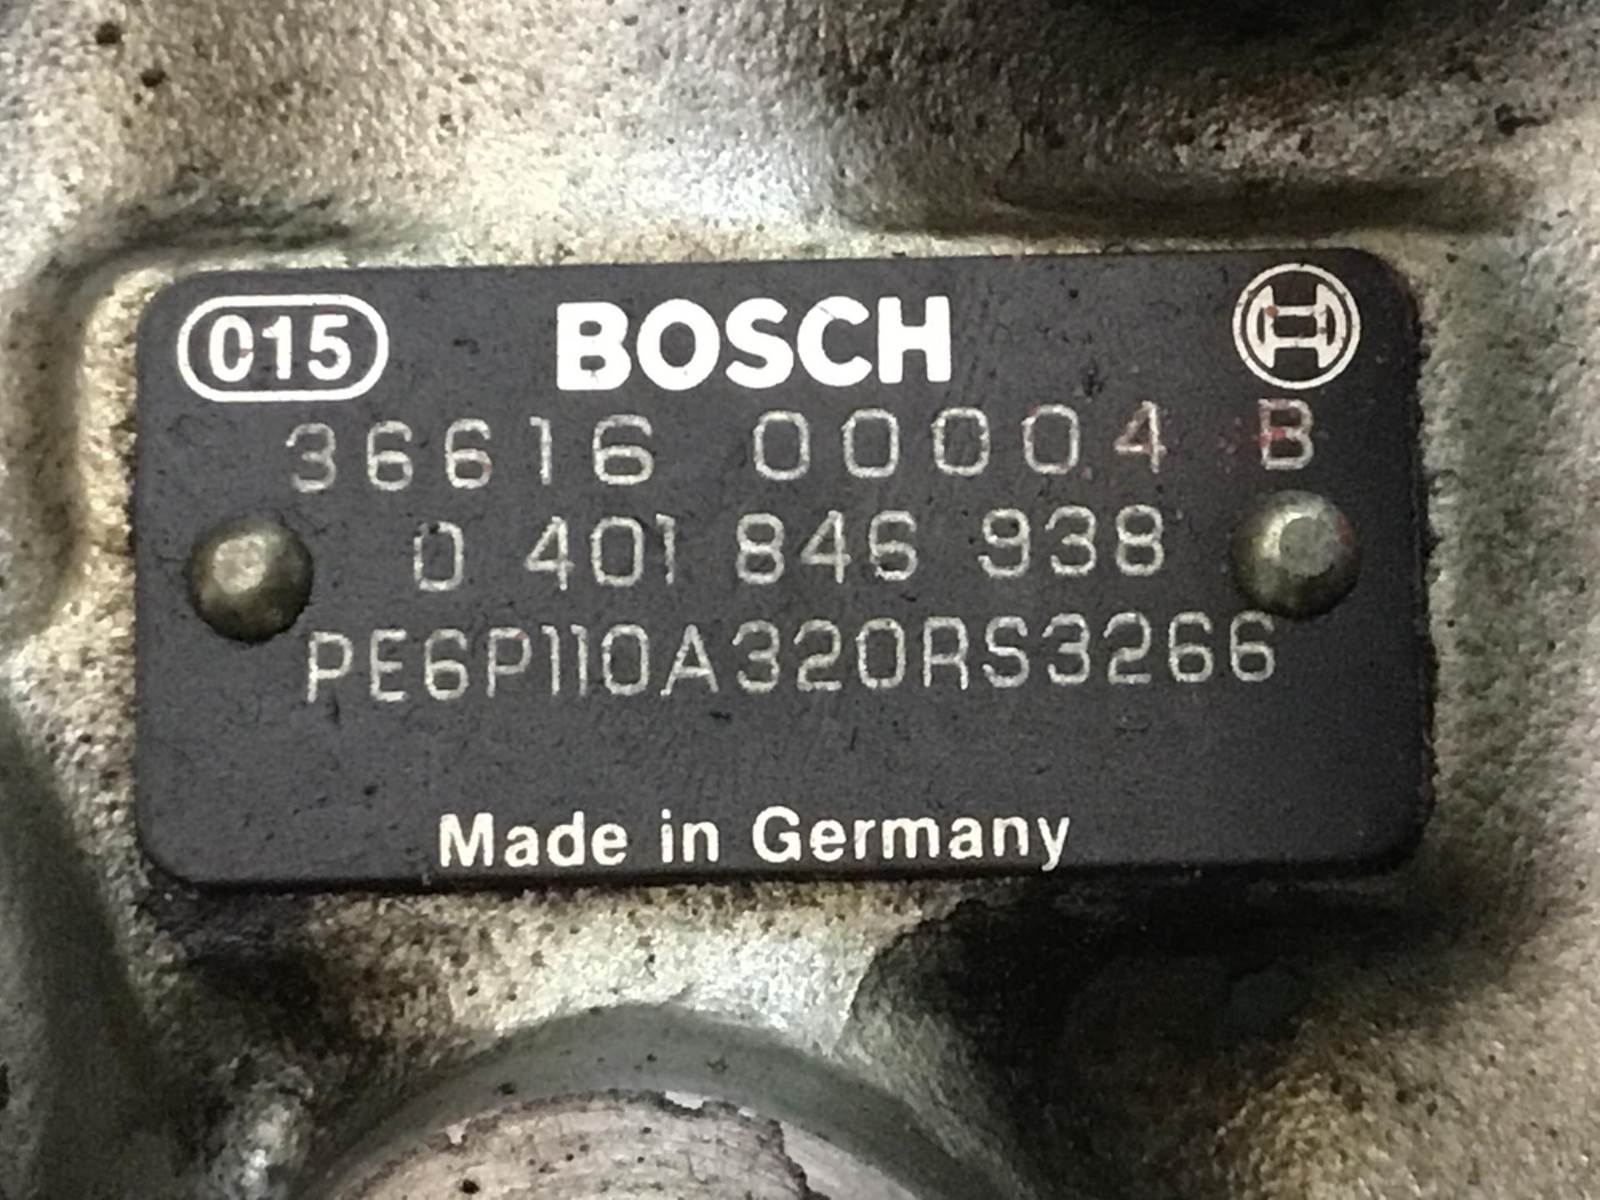 015 BOSCH
36616 00004 B
0 401 846 938
PE6P110A320RS3266
Made in Germany